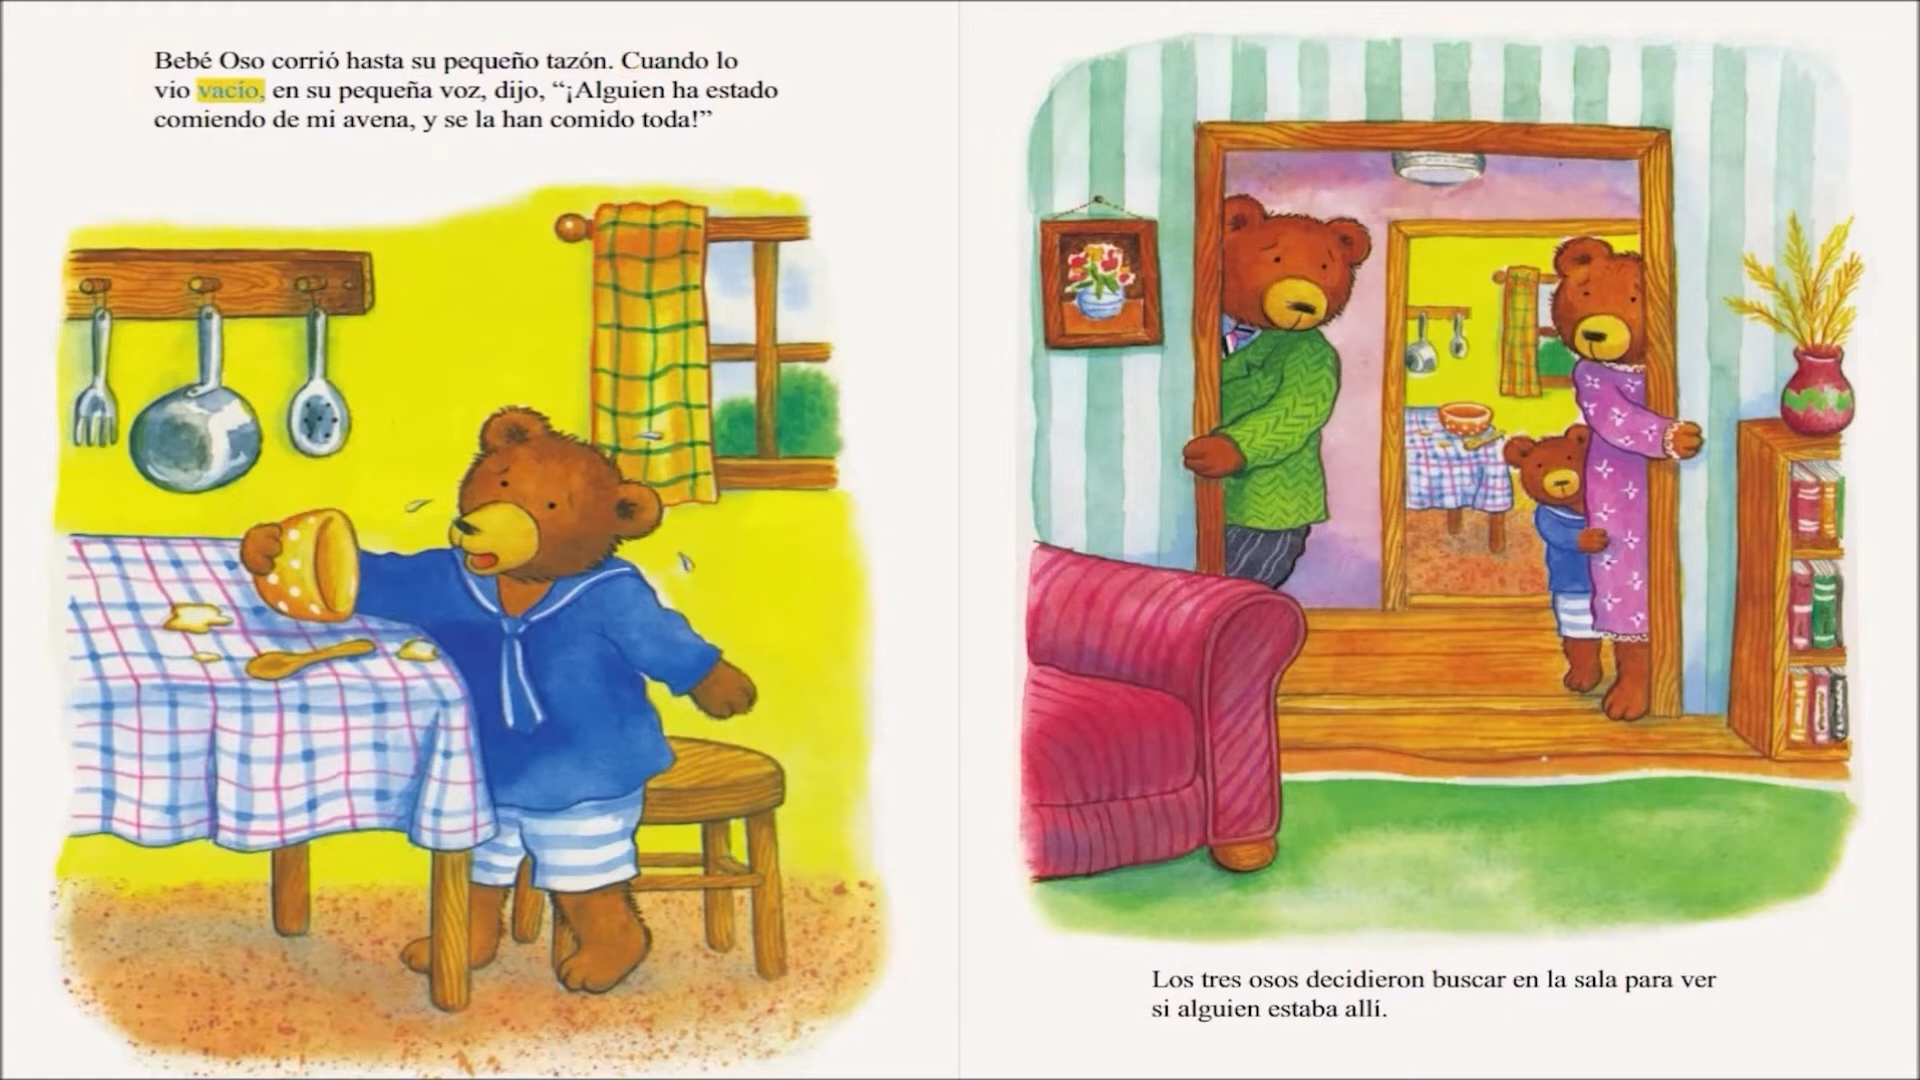 Bebé Oso corrió hasta su pequeño tazón. Cuando lo
vio vacío, en su pequeña voz, dijo, “¡Alguien ha estado
comiendo de mi avena, y se la han comido toda!”
Los tres osos decidieron buscar en la sala para ver
si alguien estaba allí.